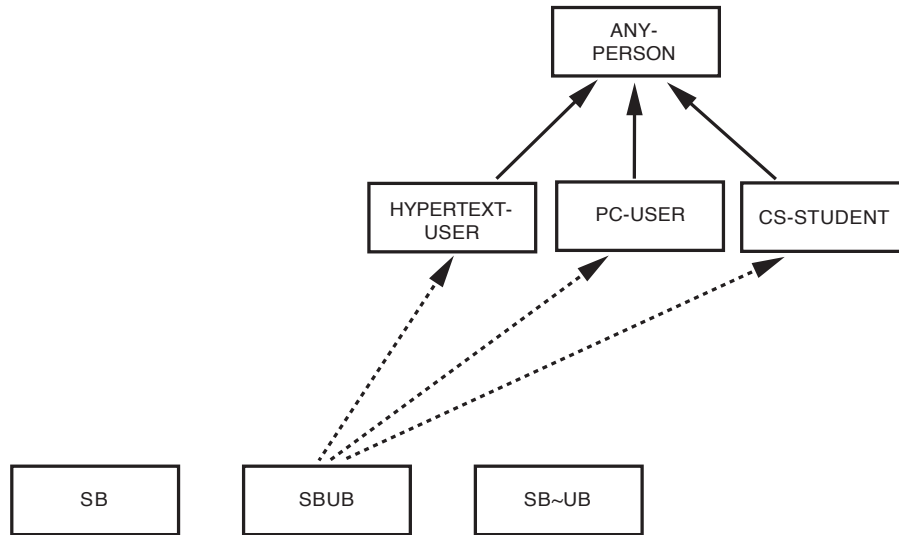 ANY-
PERSON
HYPERTEXT-
USER
PC-USER
CS-STUDENT
SB
SBUB
SB~UB